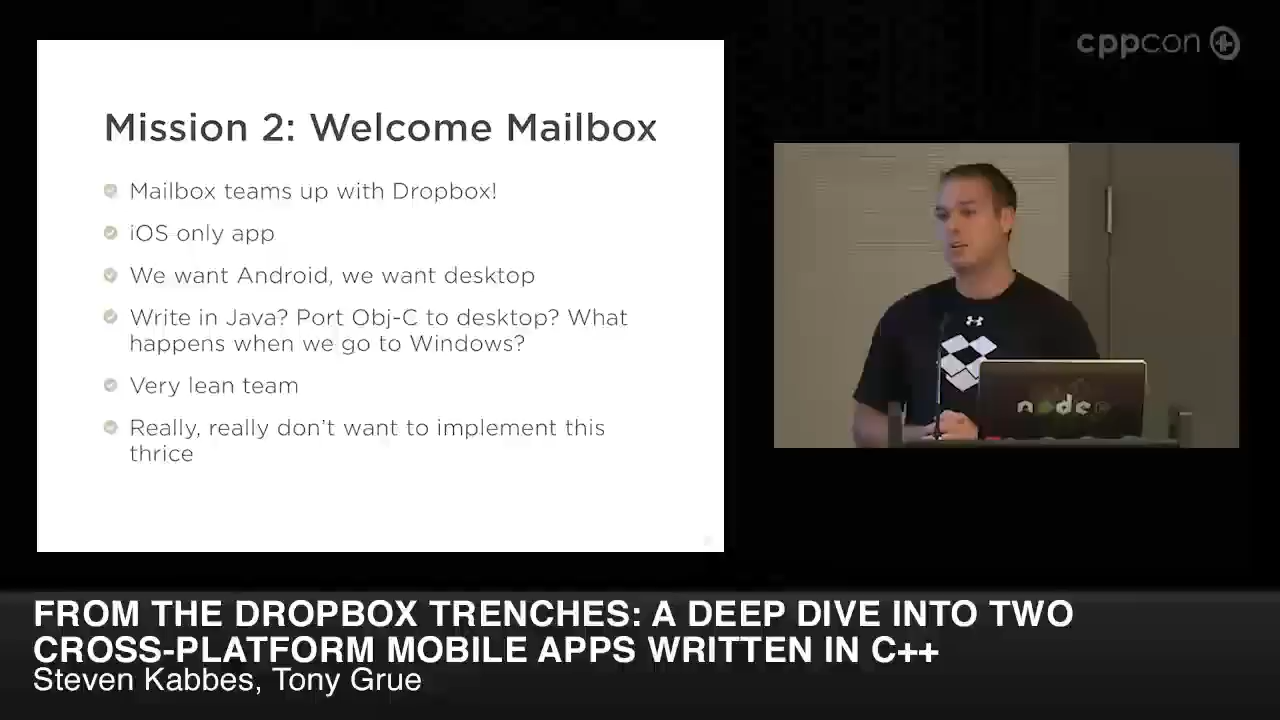 cppcon
Mission 2: Welcome Mailbox
Mailbox teams up with Dropbox!
iOS only app
We want Android, we want desktop
Write in Java? Port Obj-C to desktop? What
happens when we go to Windows?
Very lean team
Really, really don't want to implement this
thrice
node
FROM THE DROPBOX TRENCHES: A DEEP DIVE INTO TWO
CROSS-PLATFORM MOBILE APPS WRITTEN IN C++
Steven Kabbes, Tony Grue